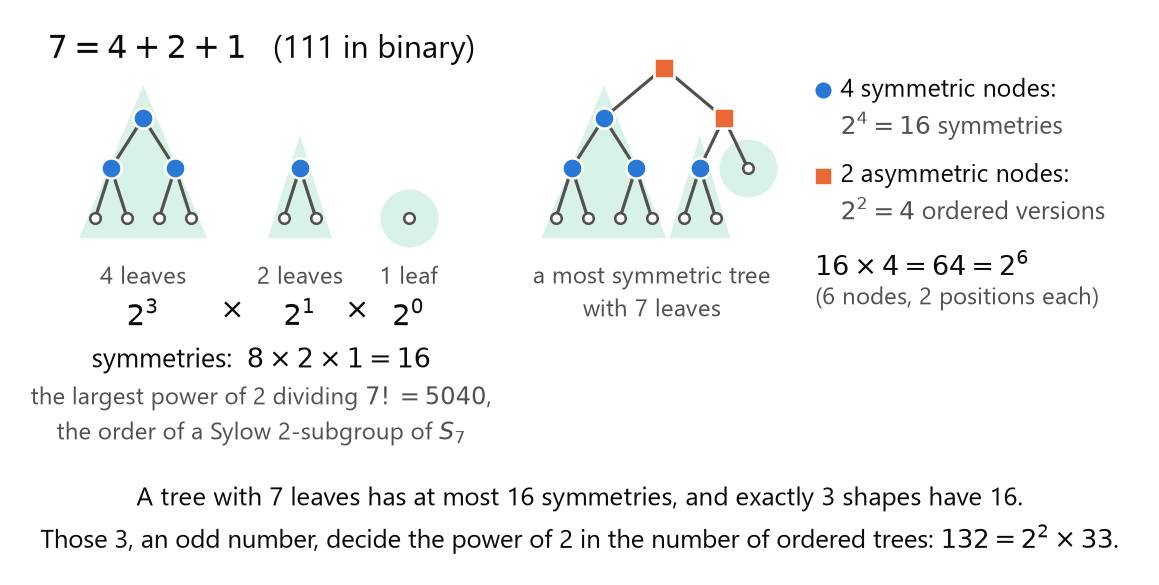 7 = 4 + 2 + 1 (111 in binary)
4 leaves 2 leaves 1 leaf
2³ × 2¹ × 2⁰
symmetries: 8 × 2 × 1 = 16
the largest power of 2 dividing 7! = 5040,
the order of a Sylow 2-subgroup of S₇
a most symmetric tree
with 7 leaves
4 symmetric nodes:
2⁴ = 16 symmetries
2 asymmetric nodes:
2² = 4 ordered versions
16 × 4 = 64 = 2⁶
(6 nodes, 2 positions each)
A tree with 7 leaves has at most 16 symmetries, and exactly 3 shapes have 16.
Those 3, an odd number, decide the power of 2 in the number of ordered trees: 132 = 2² × 33.